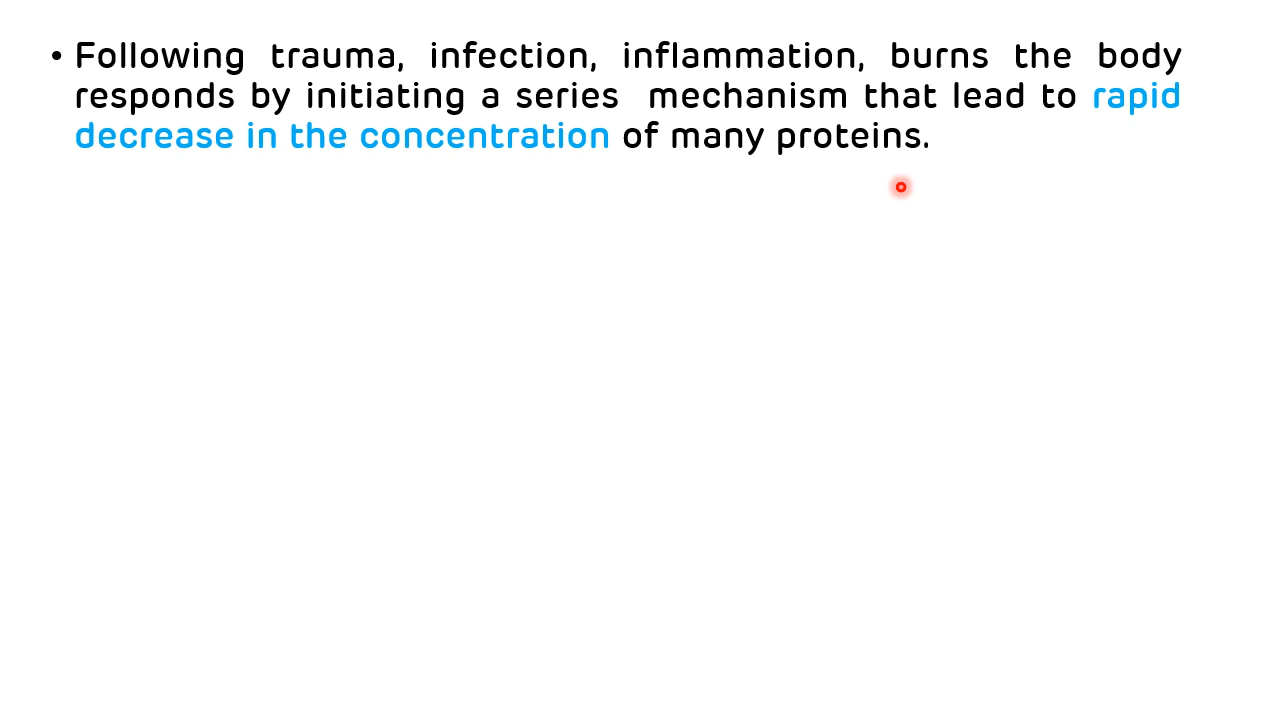 • Following trauma, infection, inflammation, burns the body
responds by initiating a series mechanism that lead to rapid
decrease in the concentration of many proteins.